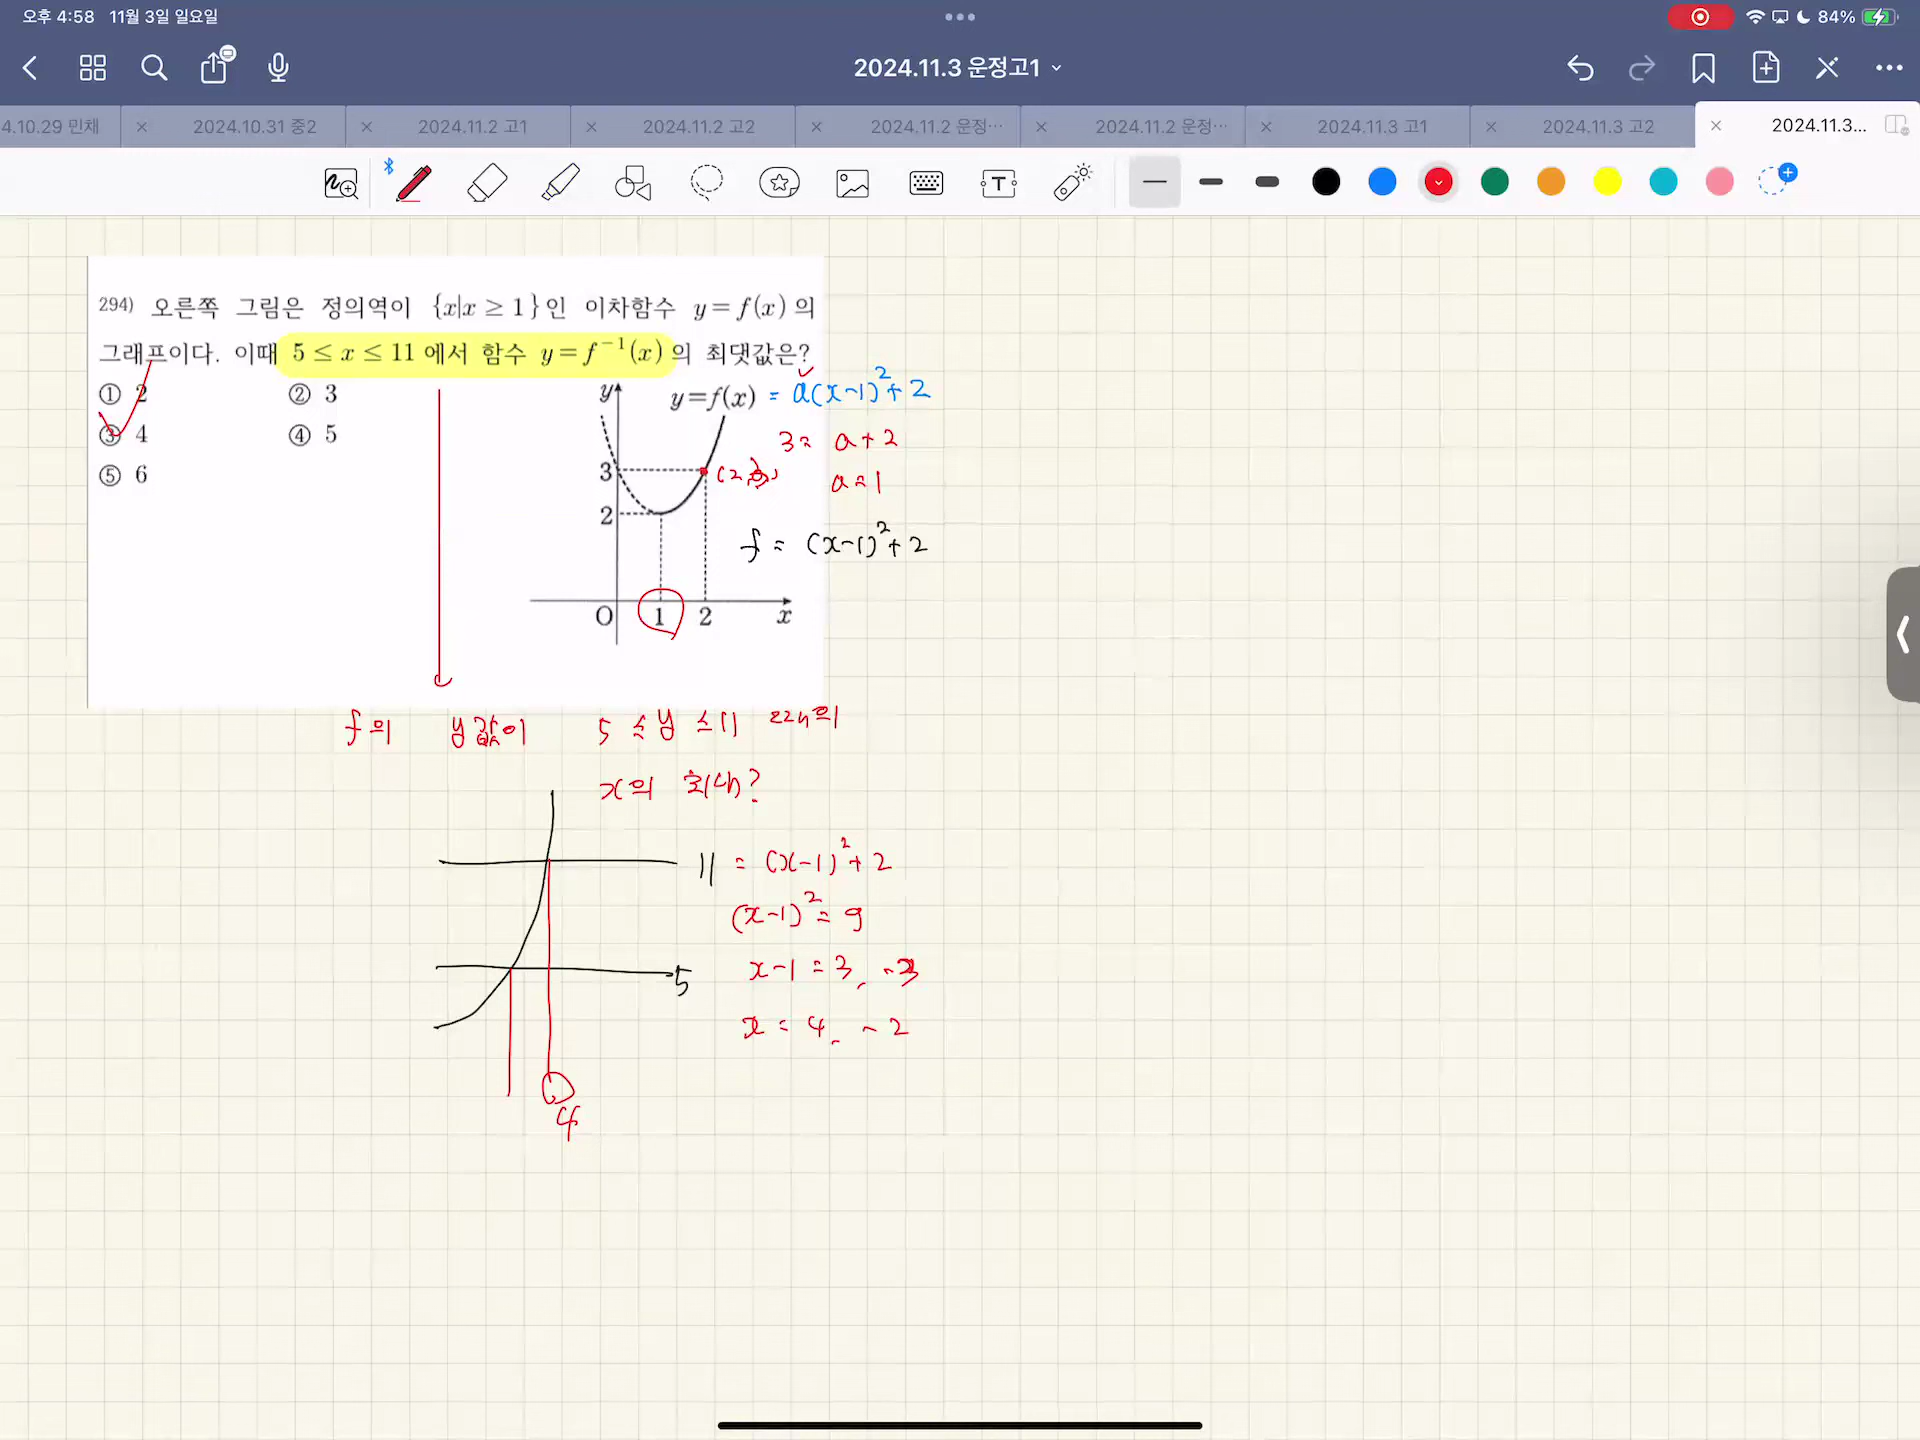 오후 4:58 11월 3일 일요일
84%
2024.11.3 운정고1
4.10.29 민채
2024.10.31 중2
2024.11.2 고1
2024.11.2 고2
2024.11.2 운정…
2024.11.2 운정…
2024.11.3 고1
2024.11.3 고2
2024.11.3...
294) 오른쪽 그림은 정의역이 {x|x ≥ 1}인 이차함수 y=f(x)의
그래프이다. 이때 5 ≤ x ≤ 11 에서 함수 y=f⁻¹(x)의 최댓값은?
① 2 ② 3
③ 4 ④ 5
⑤ 6
y
y=f(x) = a(x-1)²+2
3= a+2
3
a=1
2
f = (x-1)²+2
O 1 2 x
f의 y값이 5 ≤ y ≤ 11
x의 최대?
11 = (x-1)²+2
(x-1)² = 9
5 x-1 = 3, -3
x = 4, -2
4